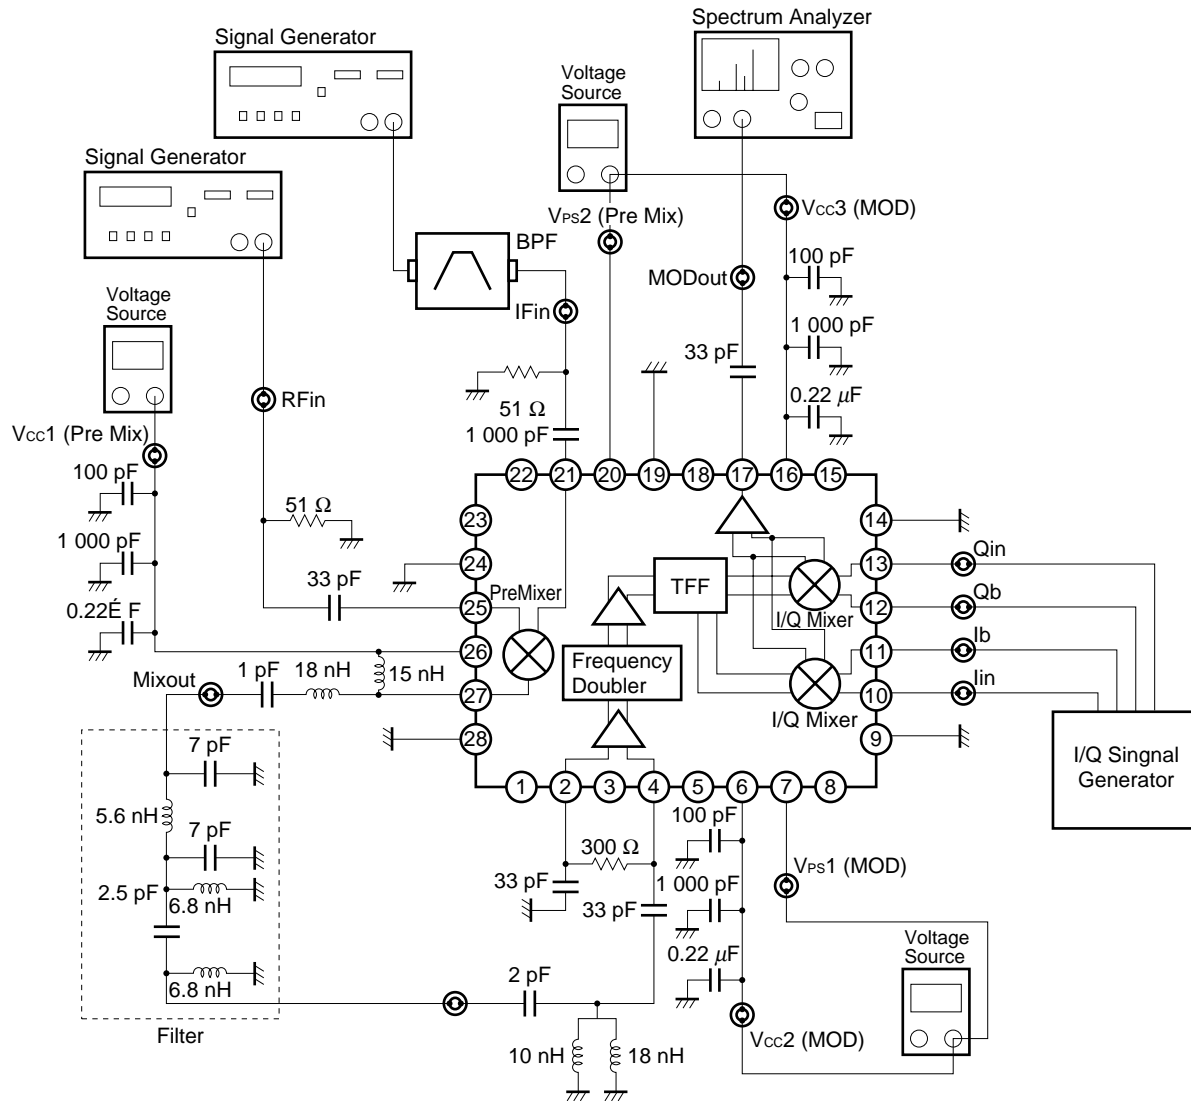 Spectrum Analyzer
Signal Generator
Voltage
Source
Signal Generator
VCC3 (MOD)
VPS2 (Pre Mix)
BPF
100 pF
MODout
Voltage
Source
IFin
1 000 pF
33 pF
RFin
51 Ω
0.22 µF
VCC1 (Pre Mix)
1 000 pF
100 pF
22
21
20
19
18
17
16
15
51 Ω
23
14
1 000 pF
24
13
Qin
33 pF
TFF
25
PreMixer
12
Qb
0.22É F
I/Q Mixer
26
11
Ib
Frequency
Doubler
1 pF
18 nH
15 nH
Mixout
27
10
Iin
I/Q Mixer
28
9
I/Q Singnal
Generator
7 pF
1
2
3
4
5
6
7
8
5.6 nH
7 pF
100 pF
300 Ω
VPS1 (MOD)
2.5 pF
33 pF
1 000 pF
6.8 nH
33 pF
Voltage
Source
0.22 µF
2 pF
6.8 nH
Filter
VCC2 (MOD)
10 nH
18 nH